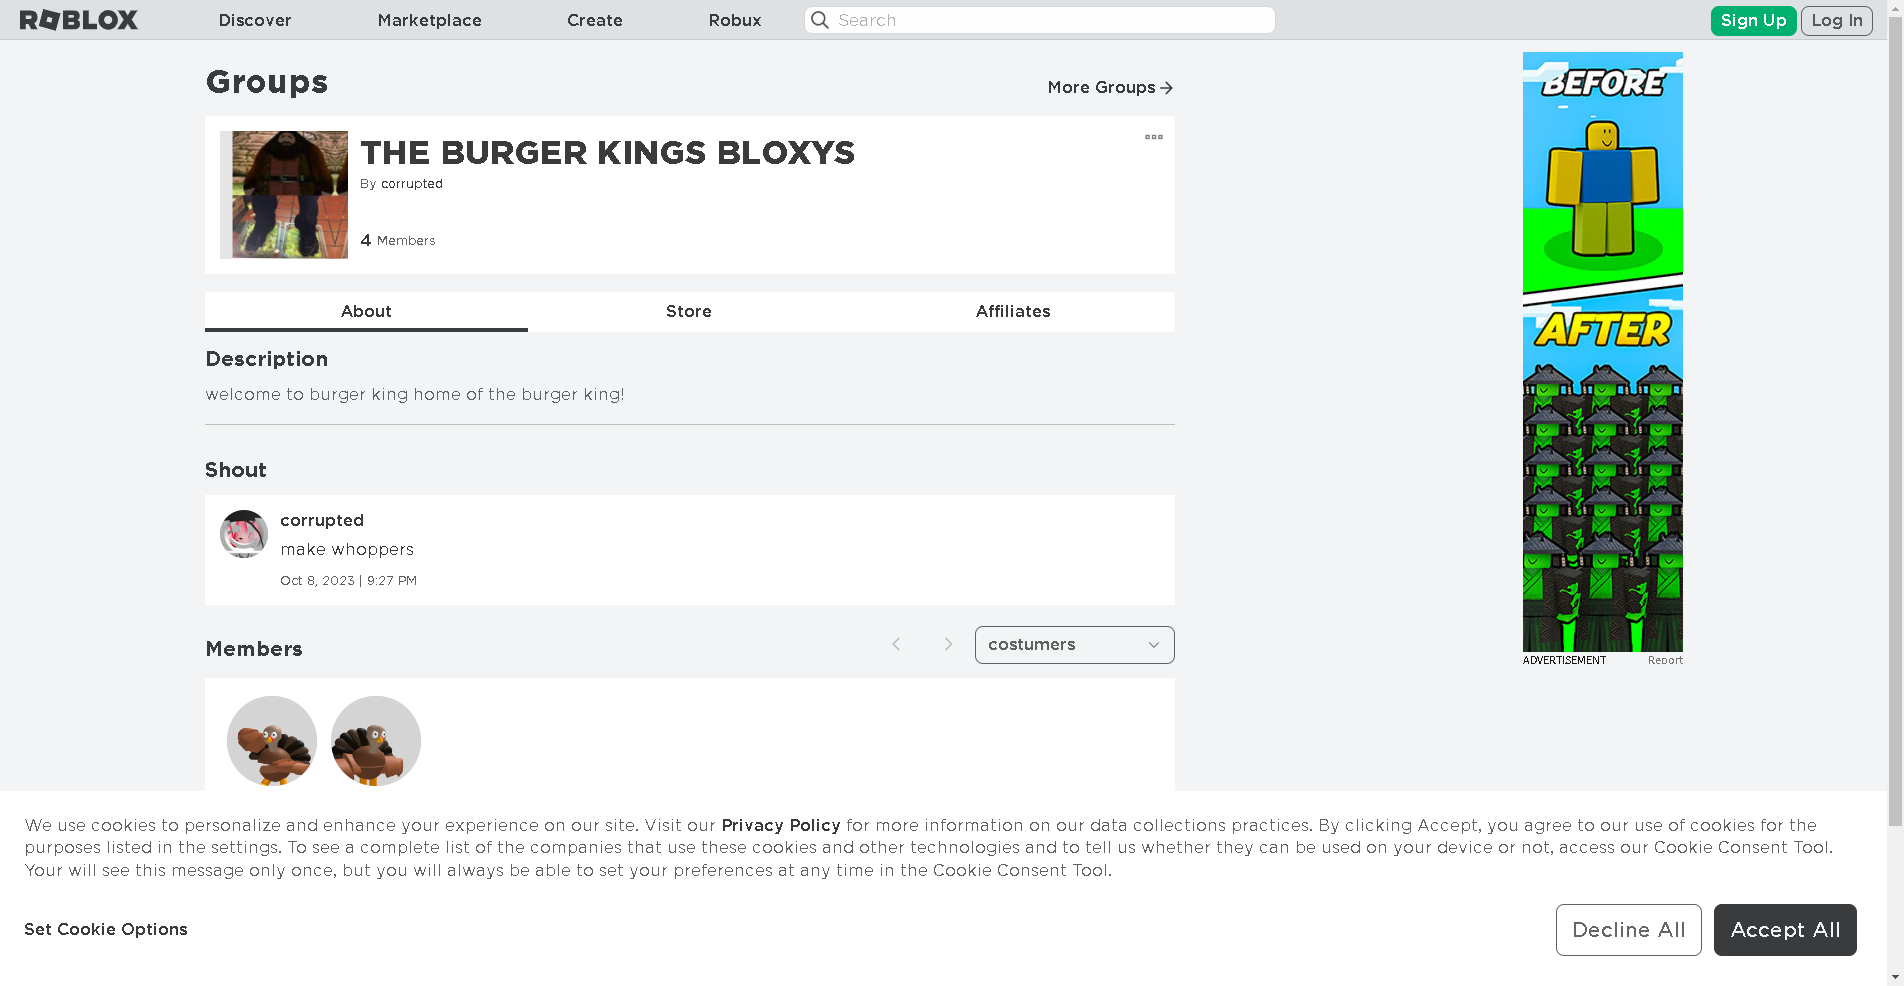 ROBLOX
Discover
Marketplace
Create
Robux
Search
Sign Up
Log In
Groups
More Groups
THE BURGER KINGS BLOXYS
By corrupted
4 Members
About
Store
Affiliates
Description
welcome to burger king home of the burger king!
Shout
corrupted
make whoppers
Oct 8, 2023 | 9:27 PM
Members
costumers
BEFORE
AFTER
ADVERTISEMENT
Report
We use cookies to personalize and enhance your experience on our site. Visit our Privacy Policy for more information on our data collections practices. By clicking Accept, you agree to our use of cookies for the
purposes listed in the settings. To see a complete list of the companies that use these cookies and other technologies and to tell us whether they can be used on your device or not, access our Cookie Consent Tool.
Your will see this message only once, but you will always be able to set your preferences at any time in the Cookie Consent Tool.
Set Cookie Options
Decline All
Accept All